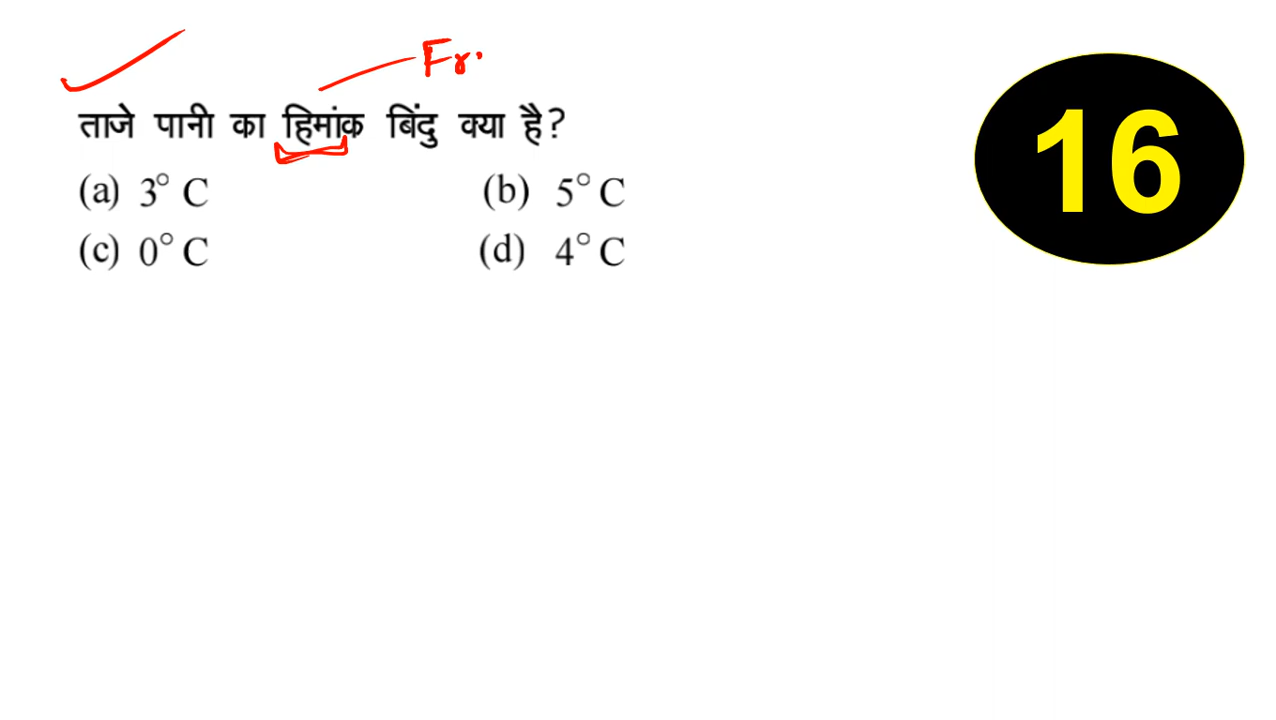 Fr.
ताजे पानी का हिमांक बिंदु क्या है?
(a) 3° C (b) 5° C
(c) 0° C (d) 4° C
16